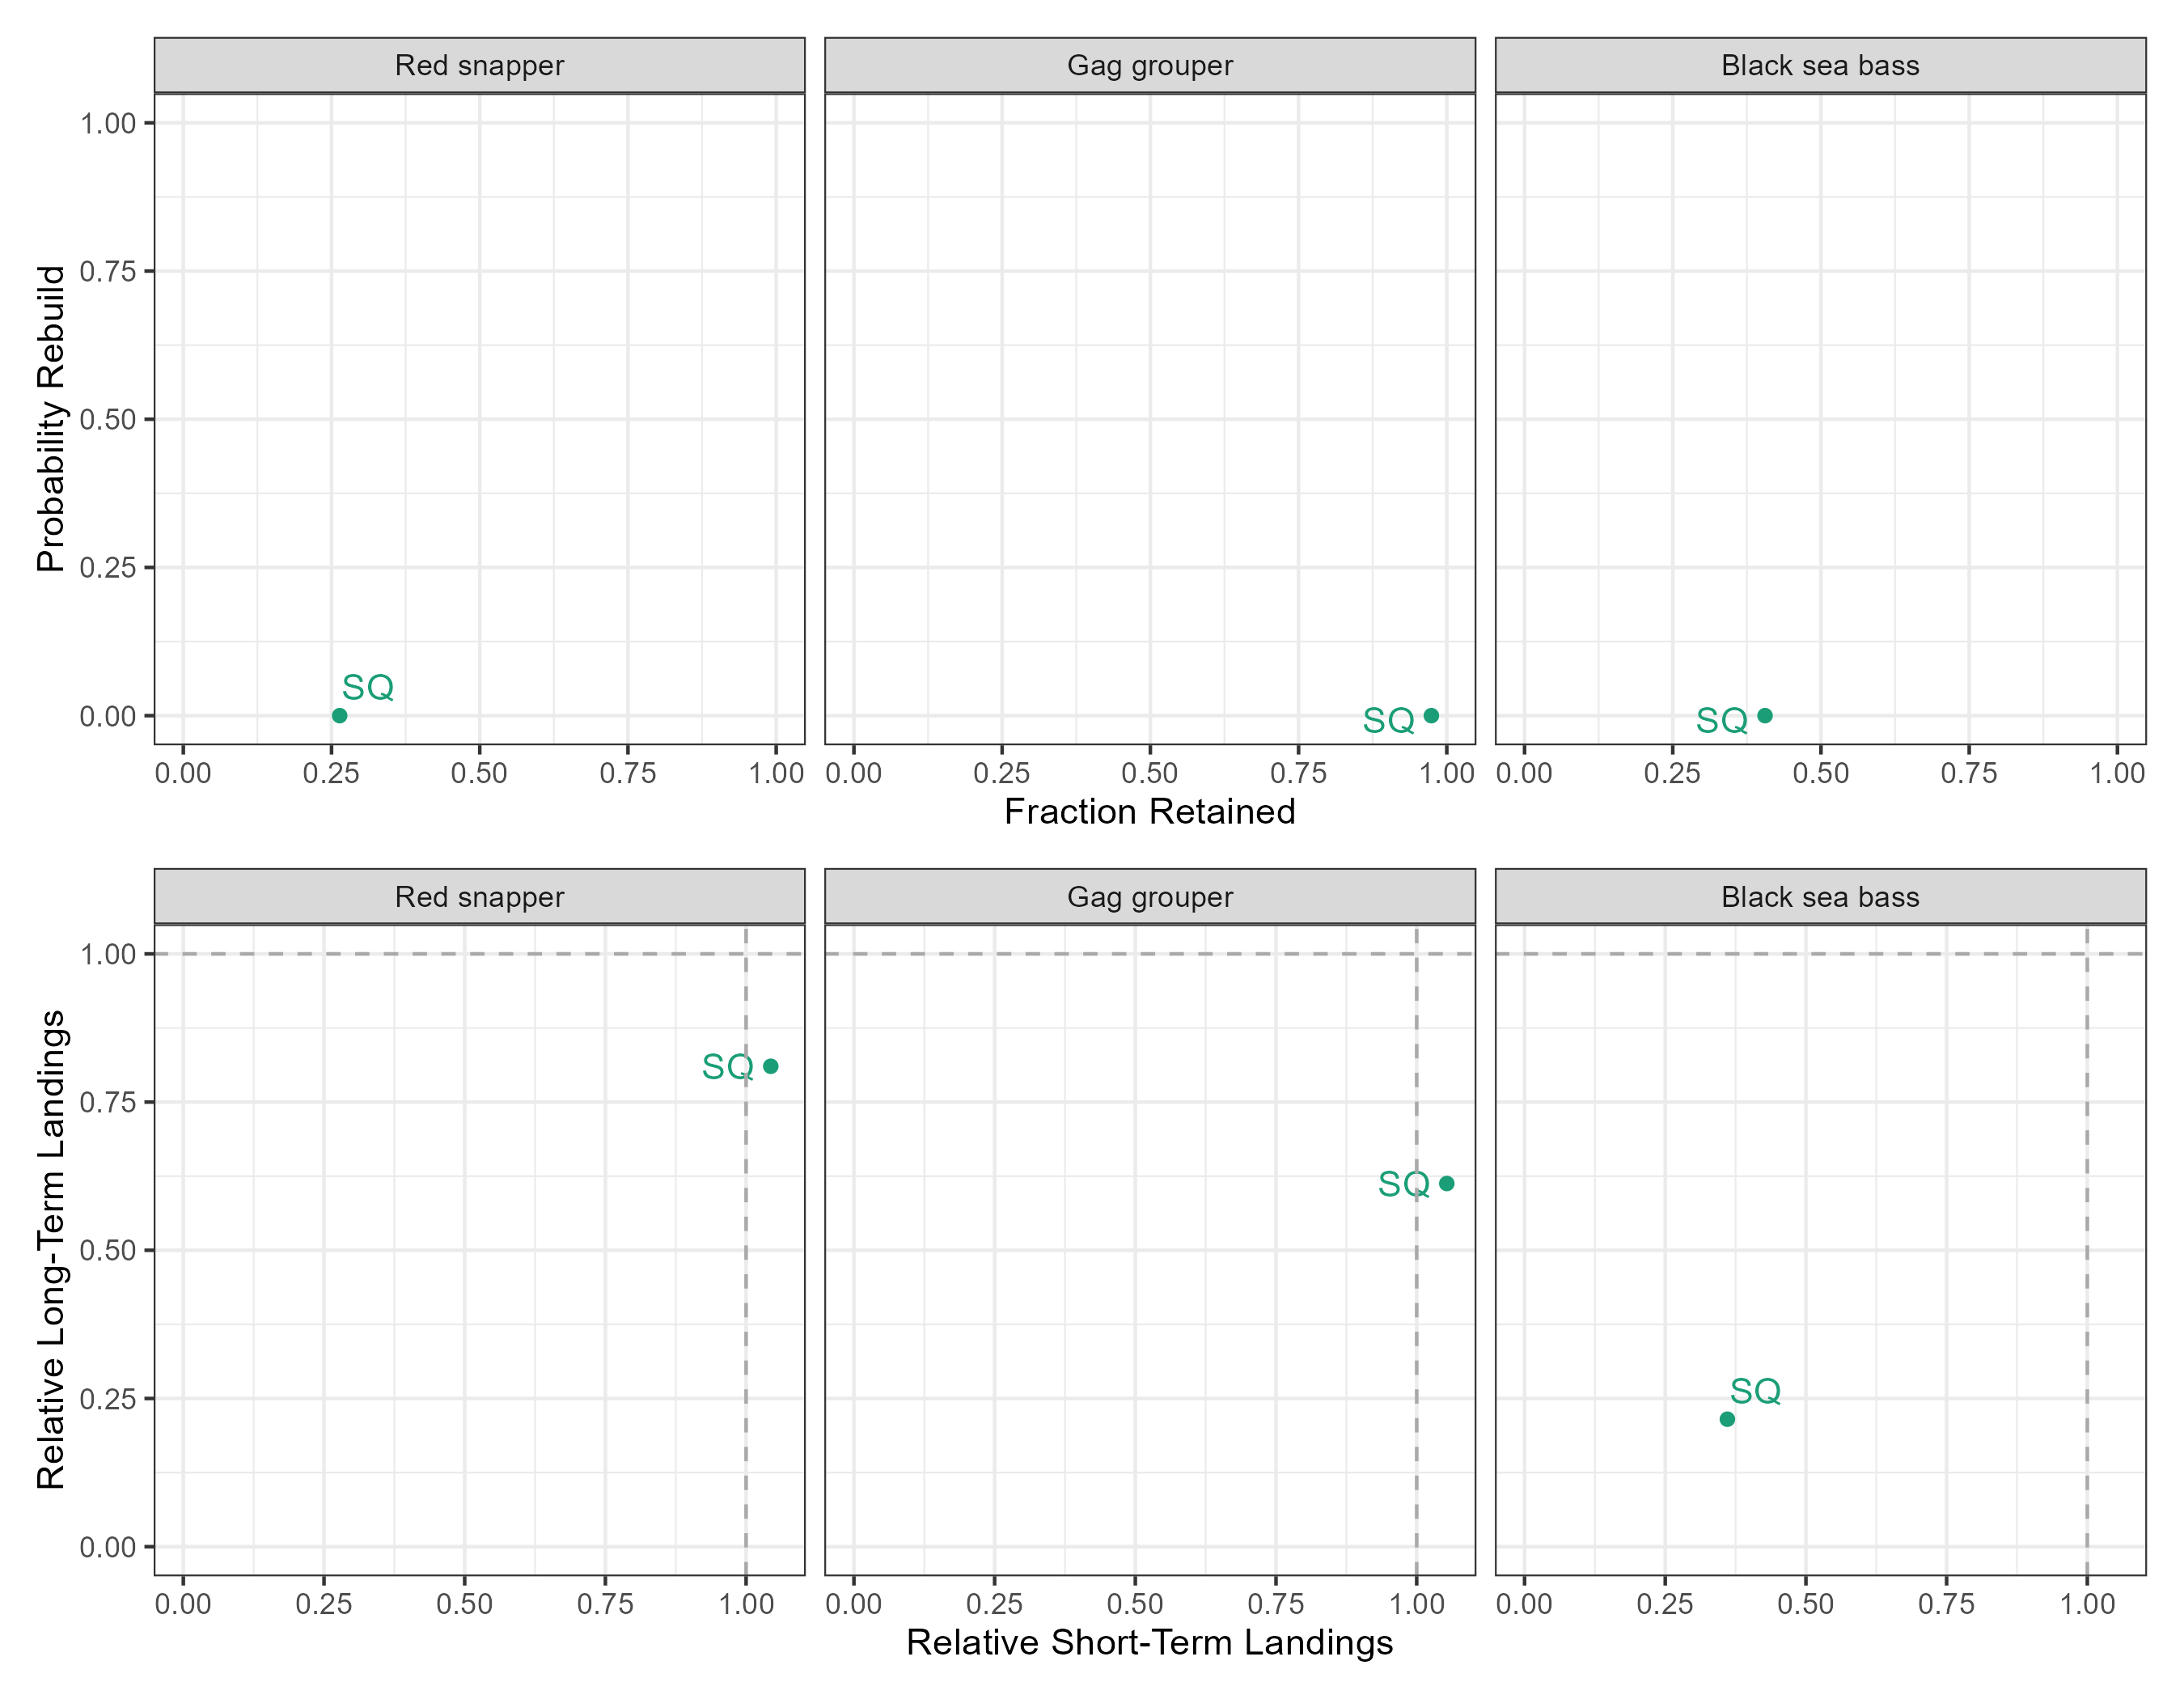 Red snapper Gag grouper Black sea bass
1.00
0.75
0.50
0.25
0.00
Probability Rebuild
SQ SQ SQ
0.00 0.25 0.50 0.75 1.00 0.00 0.25 0.50 0.75 1.00 0.00 0.25 0.50 0.75 1.00
Fraction Retained
Red snapper Gag grouper Black sea bass
1.00
0.75
0.50
0.25
0.00
Relative Long-Term Landings
SQ
SQ
SQ
0.00 0.25 0.50 0.75 1.00 0.00 0.25 0.50 0.75 1.00 0.00 0.25 0.50 0.75 1.00
Relative Short-Term Landings